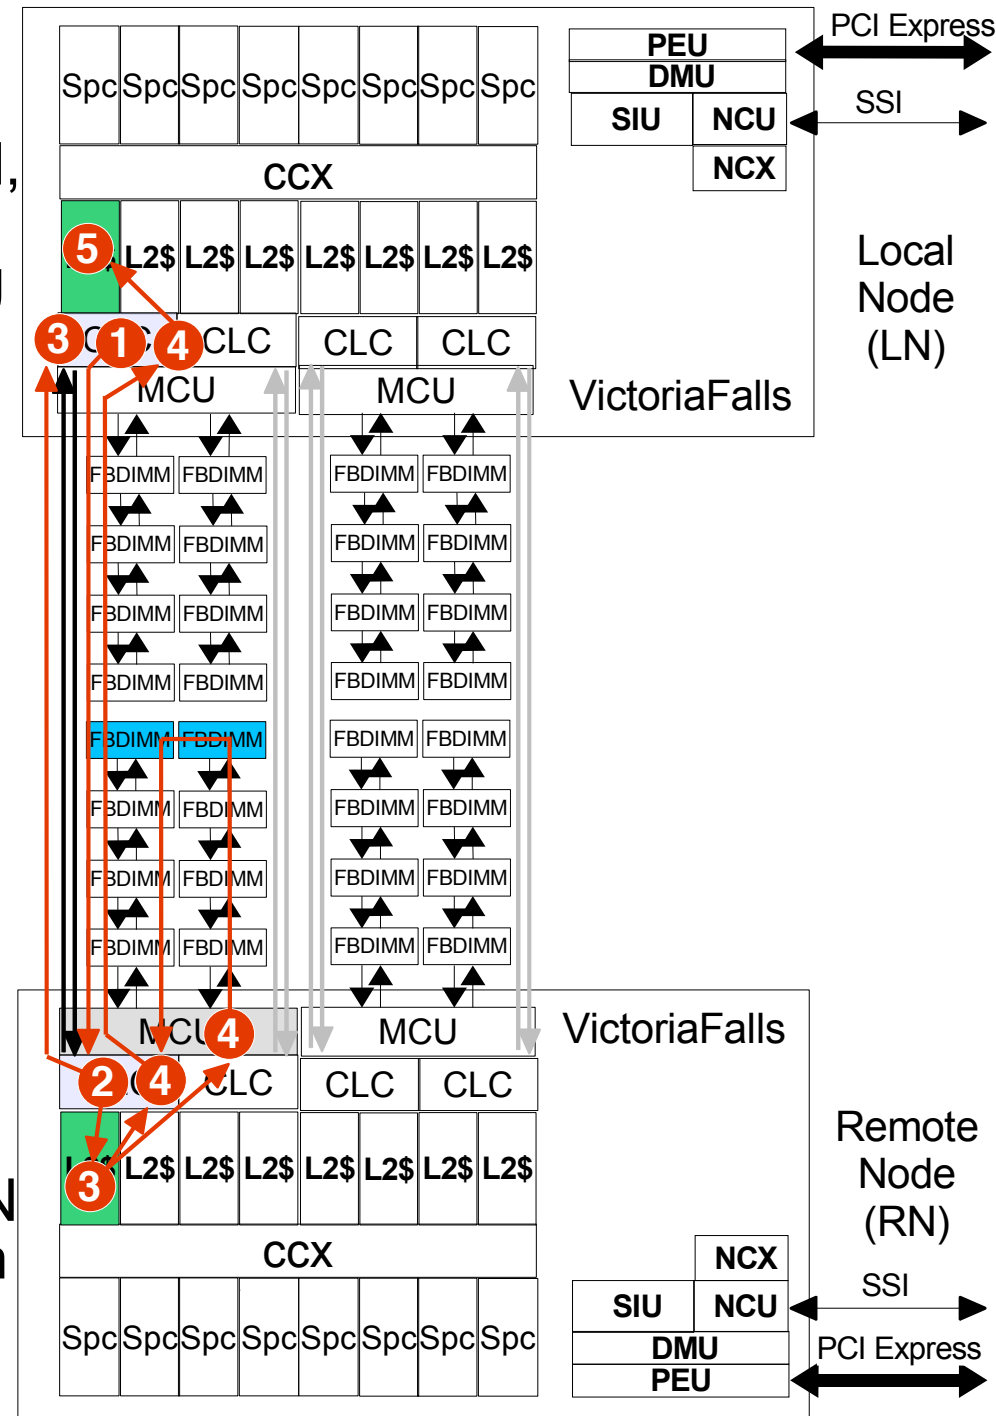 PCI Express
PEU
DMU
SSI
SIU NCU
NCX
Spc Spc Spc Spc Spc Spc Spc Spc
CCX
5 L2$ L2$ L2$ L2$ L2$ L2$ L2$
Local
Node
(LN)
3 1 4 CLC CLC CLC
MCU MCU
VictoriaFalls
FBDIMM FBDIMM FBDIMM FBDIMM
FBDIMM FBDIMM FBDIMM FBDIMM
FBDIMM FBDIMM FBDIMM FBDIMM
FBDIMM FBDIMM FBDIMM FBDIMM
FBDIMM FBDIMM FBDIMM FBDIMM
FBDIMM FBDIMM FBDIMM FBDIMM
FBDIMM FBDIMM FBDIMM FBDIMM
FBDIMM FBDIMM FBDIMM FBDIMM
MCU 4 MCU
VictoriaFalls
2 4 CLC CLC CLC
L2$ L2$ L2$ L2$ L2$ L2$ L2$ L2$
3
Remote
Node
(RN)
CCX
NCX
SSI
SIU NCU
Spc Spc Spc Spc Spc Spc Spc Spc
DMU
PCI Express
PEU